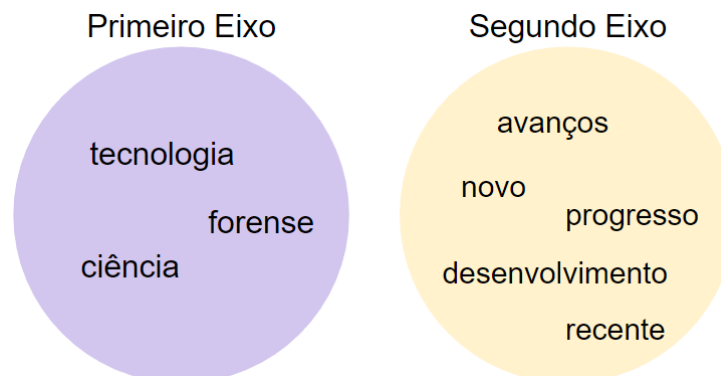 Primeiro Eixo
tecnologia
forense
ciência
Segundo Eixo
avanços
novo
progresso
desenvolvimento
recente